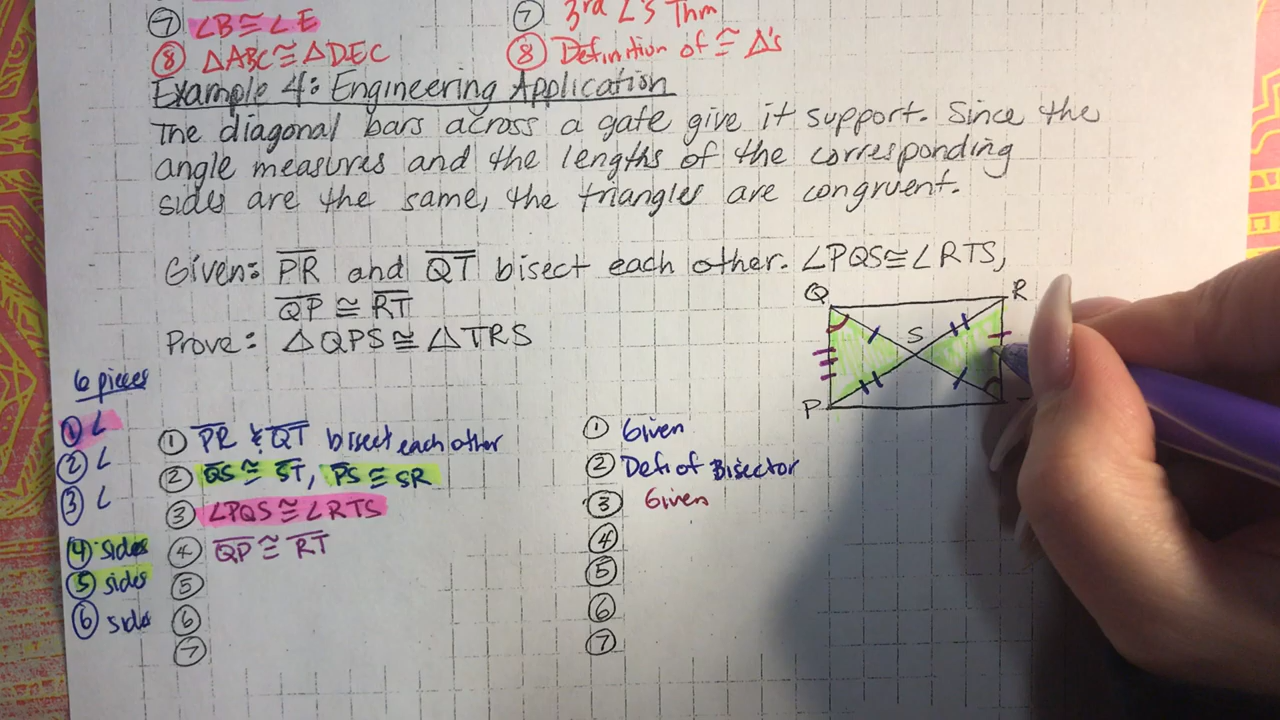 ⑦ ∠B≅∠E ⑦ 3rd ∠'s Thm
⑧ △ABC≅△DEC ⑧ Definition of ≅ △'s
Example 4: Engineering Application
The diagonal bars across a gate give it support. Since the
angle measures and the lengths of the corresponding
sides are the same, the triangles are congruent.
Given: PR and QT bisect each other. ∠PQS≅∠RTS,
QP ≅ RT
Prove: △QPS≅△TRS
Q R
S
P
6 pieces
① ∠
② ∠
③ ∠
④ sides
⑤ sides
⑥ side
① PR & QT bisect each other ① Given
② QS ≅ ST, PS ≅ SR ② Def. of Bisector
③ ∠PQS≅∠RTS ③ Given
④ QP ≅ RT ④
⑤ ⑤
⑥ ⑥
⑦ ⑦